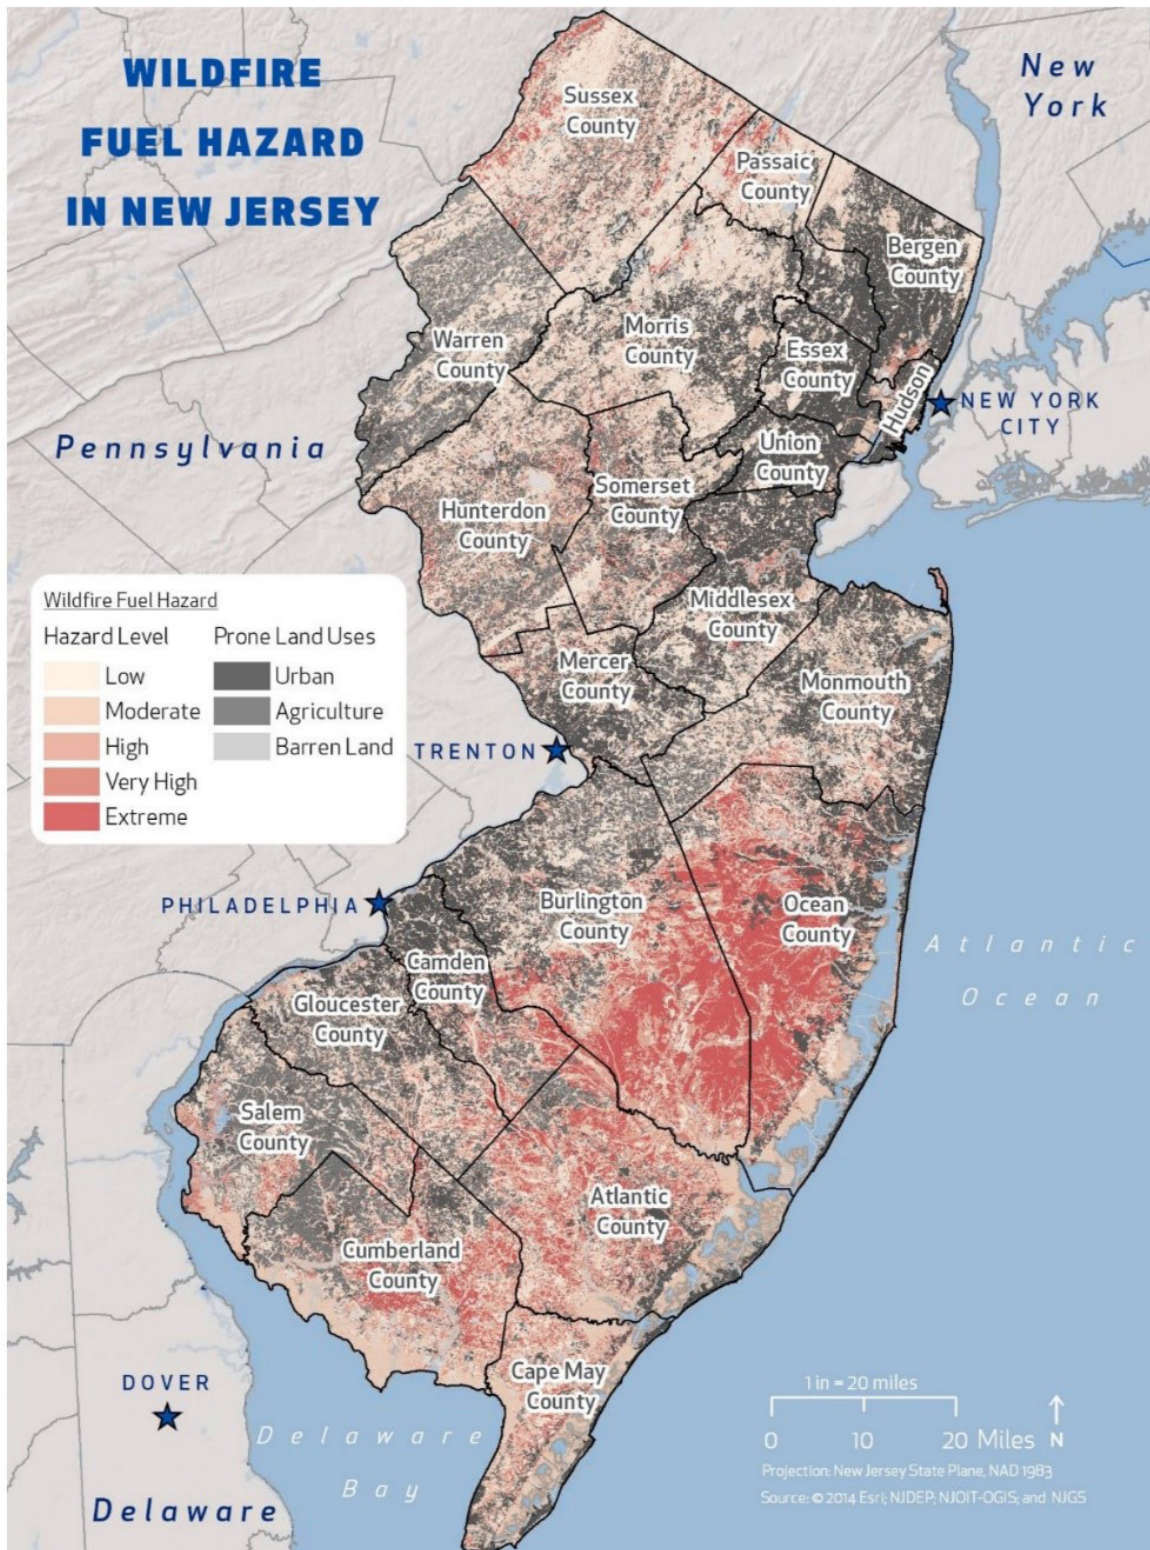 WILDFIRE
FUEL HAZARD
IN NEW JERSEY
New
York
Sussex
County
Passaic
County
Bergen
County
Warren
County
Morris
County
Essex
County
Hudson
NEW YORK
CITY
Pennsylvania
Union
County
Hunterdon
County
Somerset
County
Middlesex
County
Mercer
County
Monmouth
County
Wildfire Fuel Hazard
Hazard Level
Prone Land Uses
Low
Urban
Moderate
Agriculture
High
Barren Land
Very High
Extreme
TRENTON
PHILADELPHIA
Burlington
County
Ocean
County
Atlantic
Ocean
Camden
County
Gloucester
County
Salem
County
Atlantic
County
Cumberland
County
Cape May
County
DOVER
Delaware
Bay
Delaware
1 in = 20 miles
0 10 20 Miles N
Projection: New Jersey State Plane, NAD 1983
Source: © 2014 Esri; NJDEP; NJOIT-OGIS; and NJGS